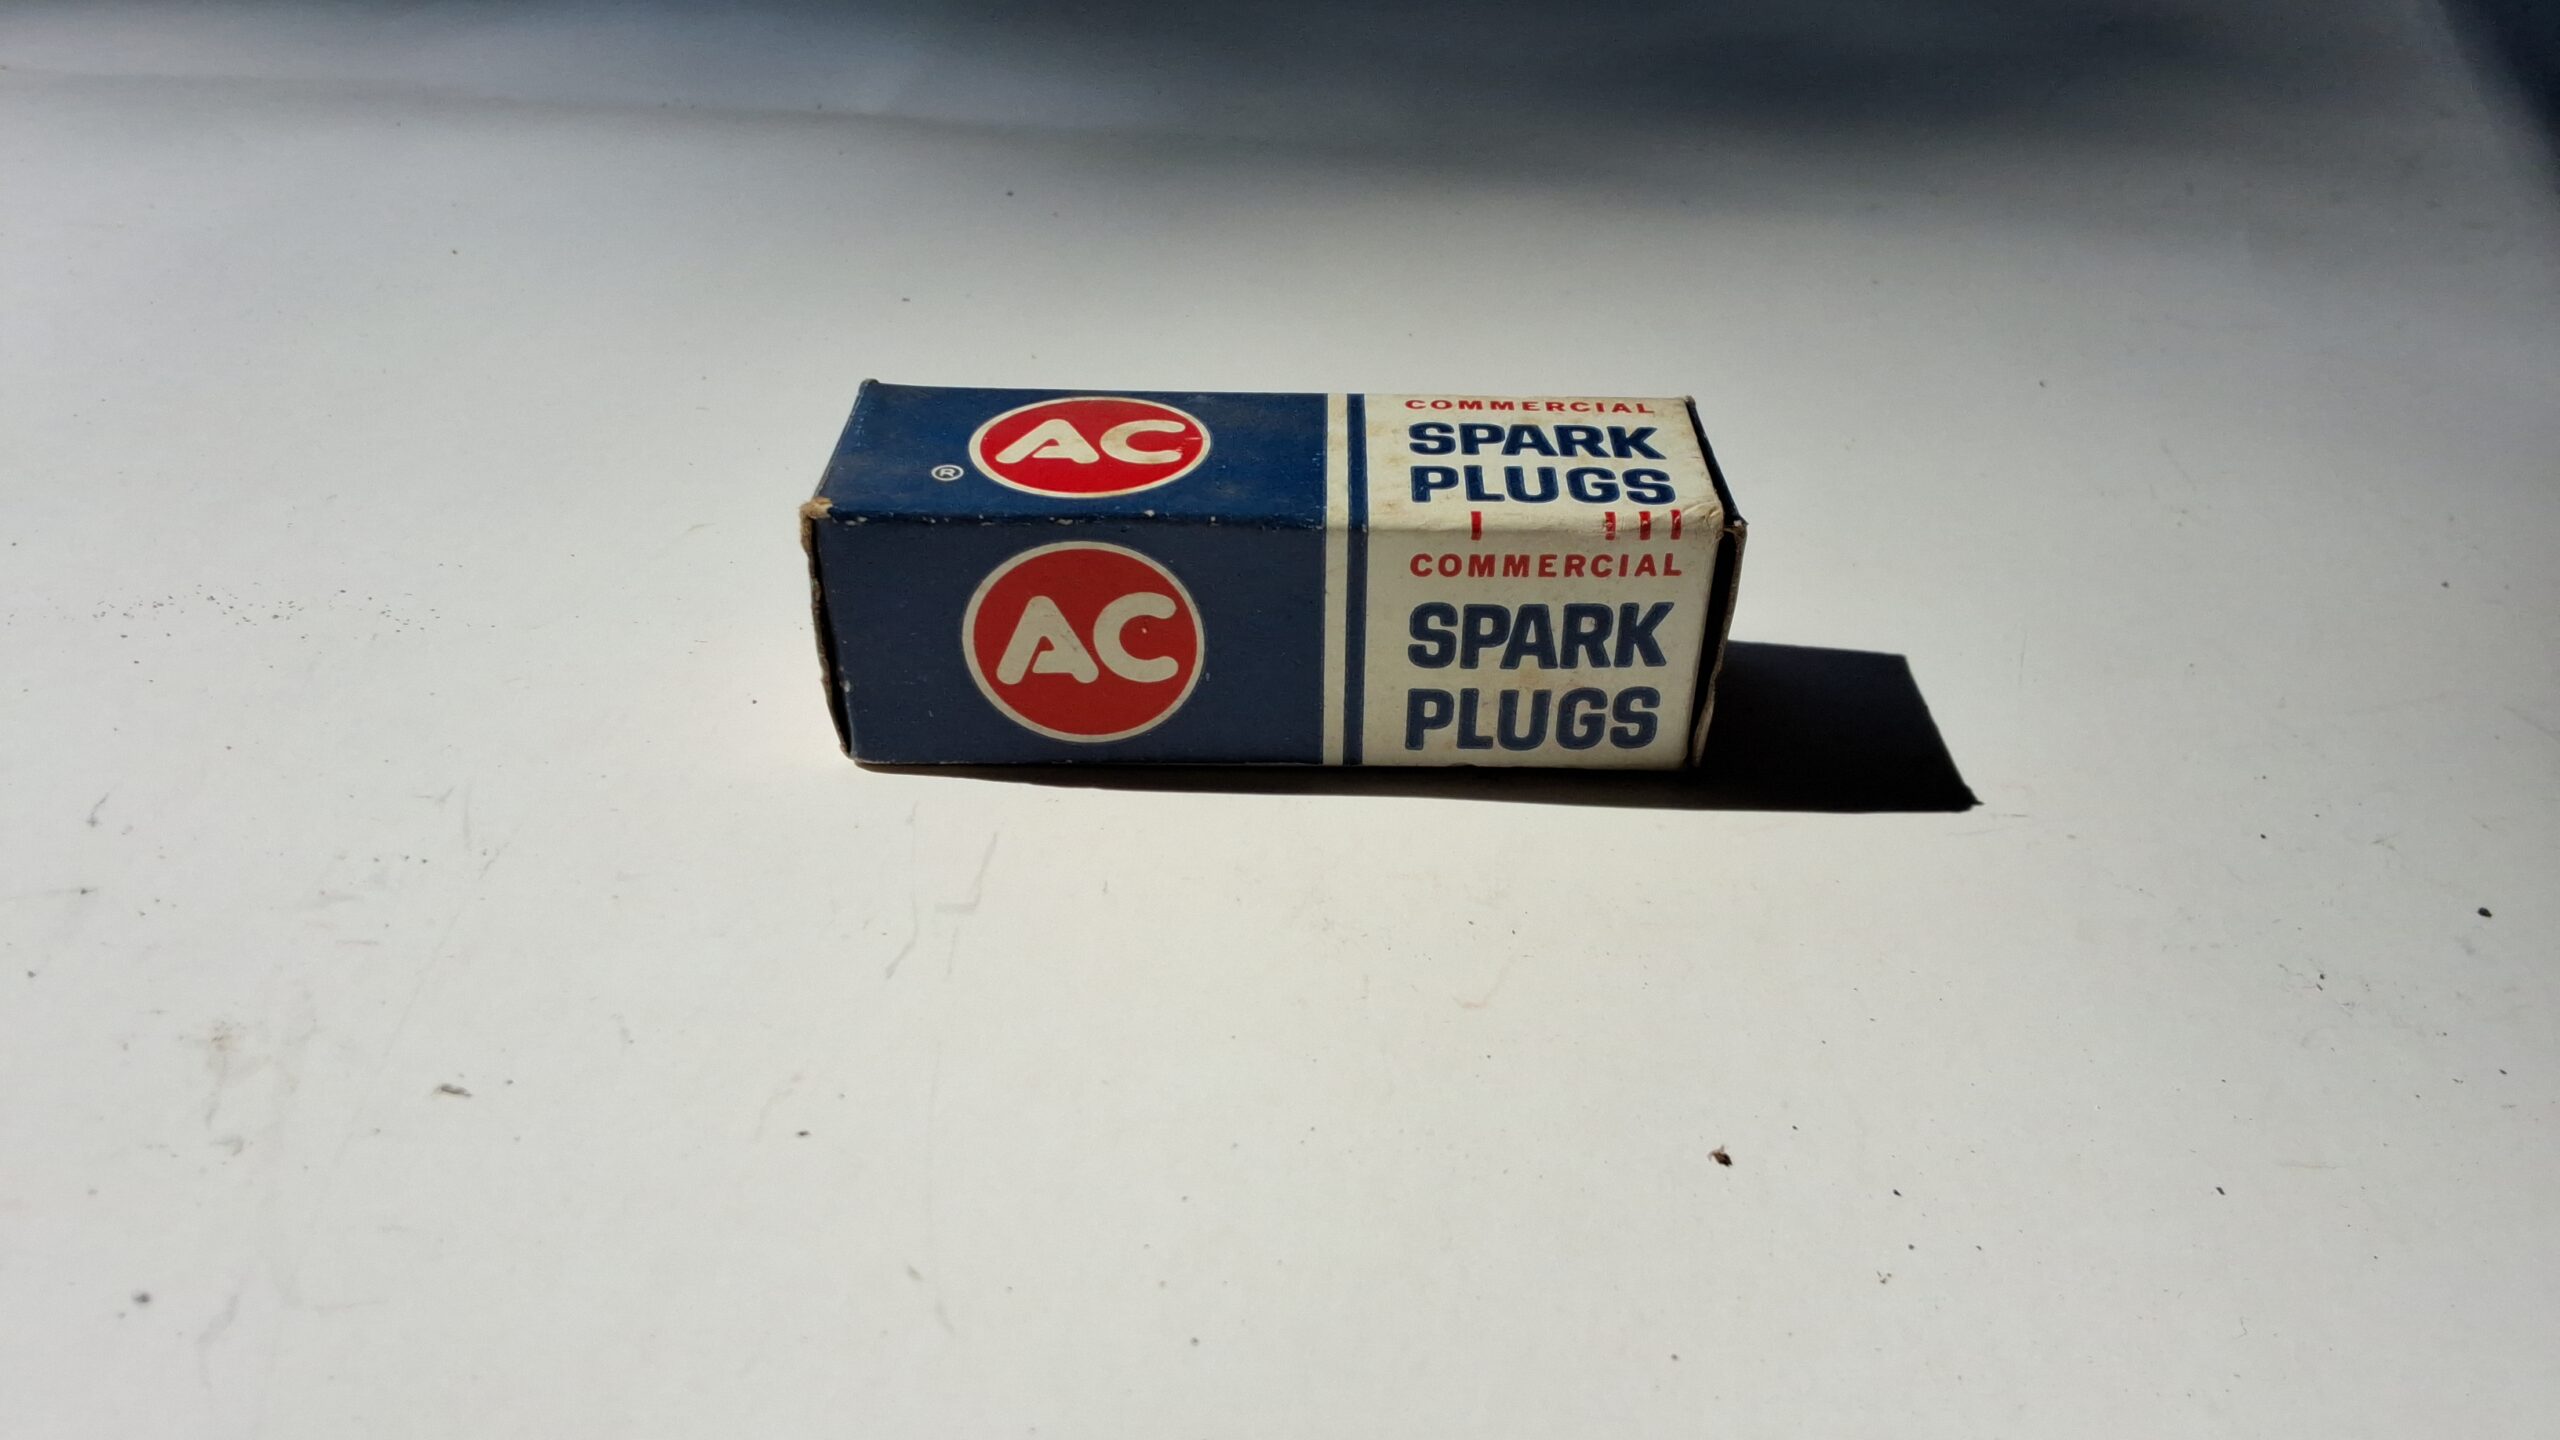 AC
®
COMMERCIAL
SPARK
PLUGS
AC
COMMERCIAL
SPARK
PLUGS